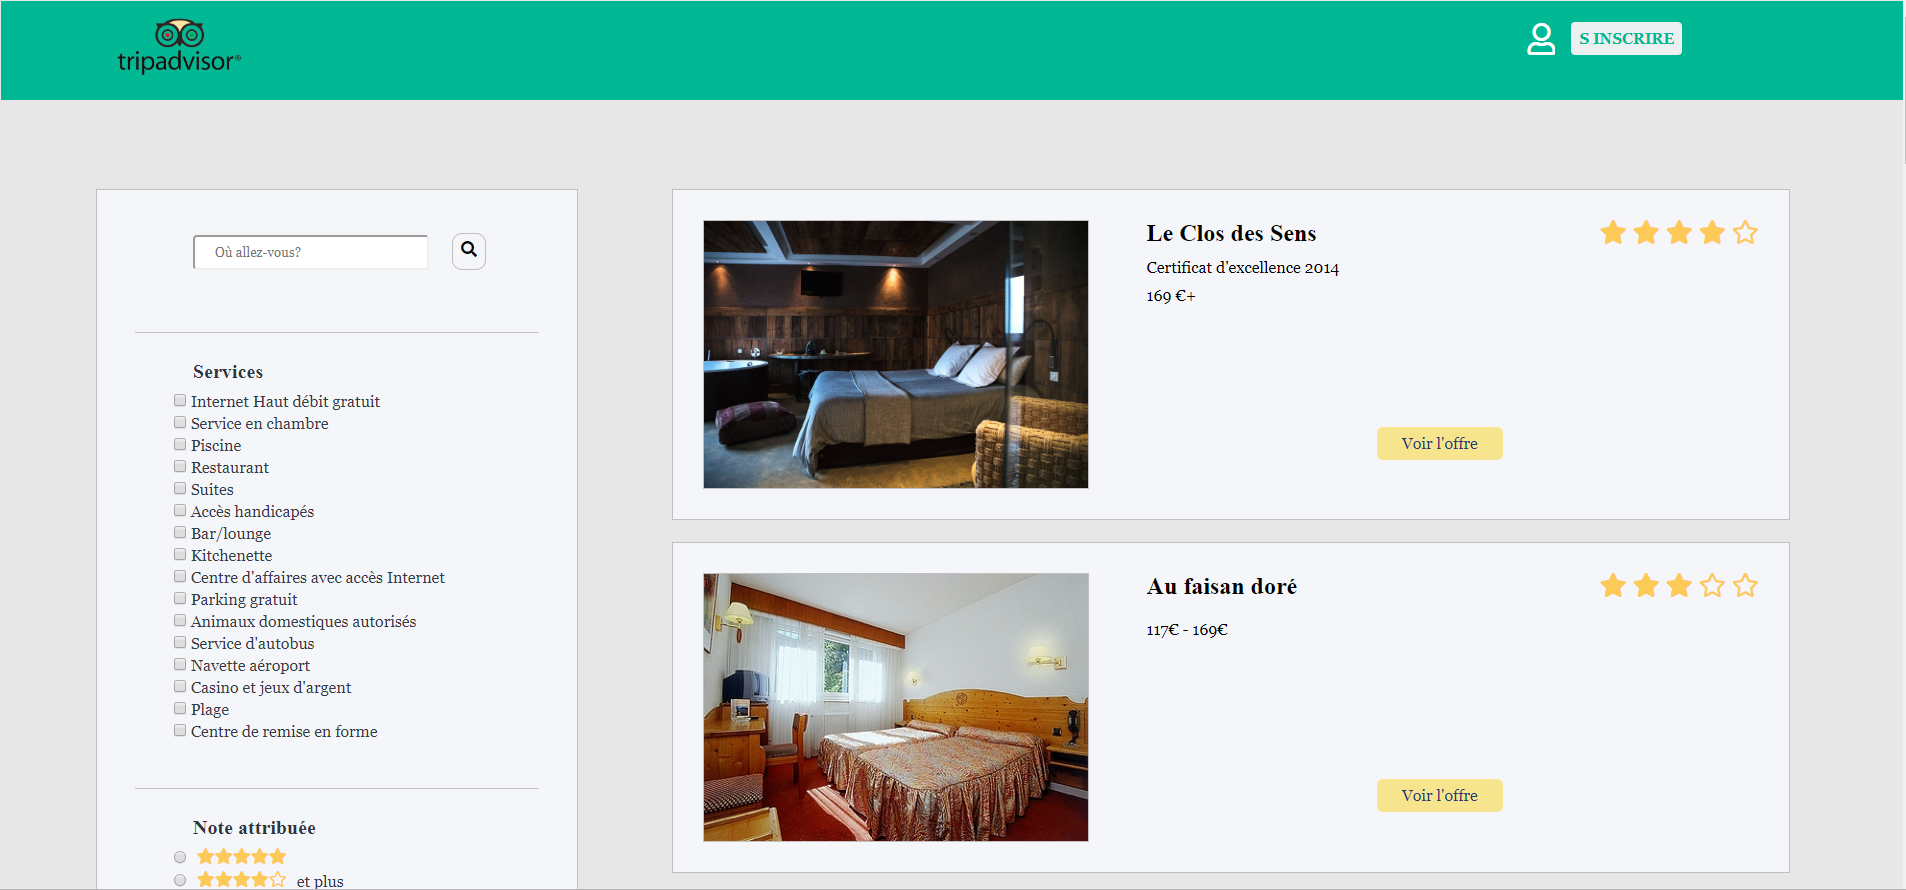 tripadvisor®
S INSCRIRE
Où allez-vous?
Services
Internet Haut débit gratuit
Service en chambre
Piscine
Restaurant
Suites
Accès handicapés
Bar/lounge
Kitchenette
Centre d'affaires avec accès Internet
Parking gratuit
Animaux domestiques autorisés
Service d'autobus
Navette aéroport
Casino et jeux d'argent
Plage
Centre de remise en forme
Note attribuée
et plus
Le Clos des Sens
Certificat d'excellence 2014
169 €+
Voir l'offre
Au faisan doré
117€ - 169€
Voir l'offre